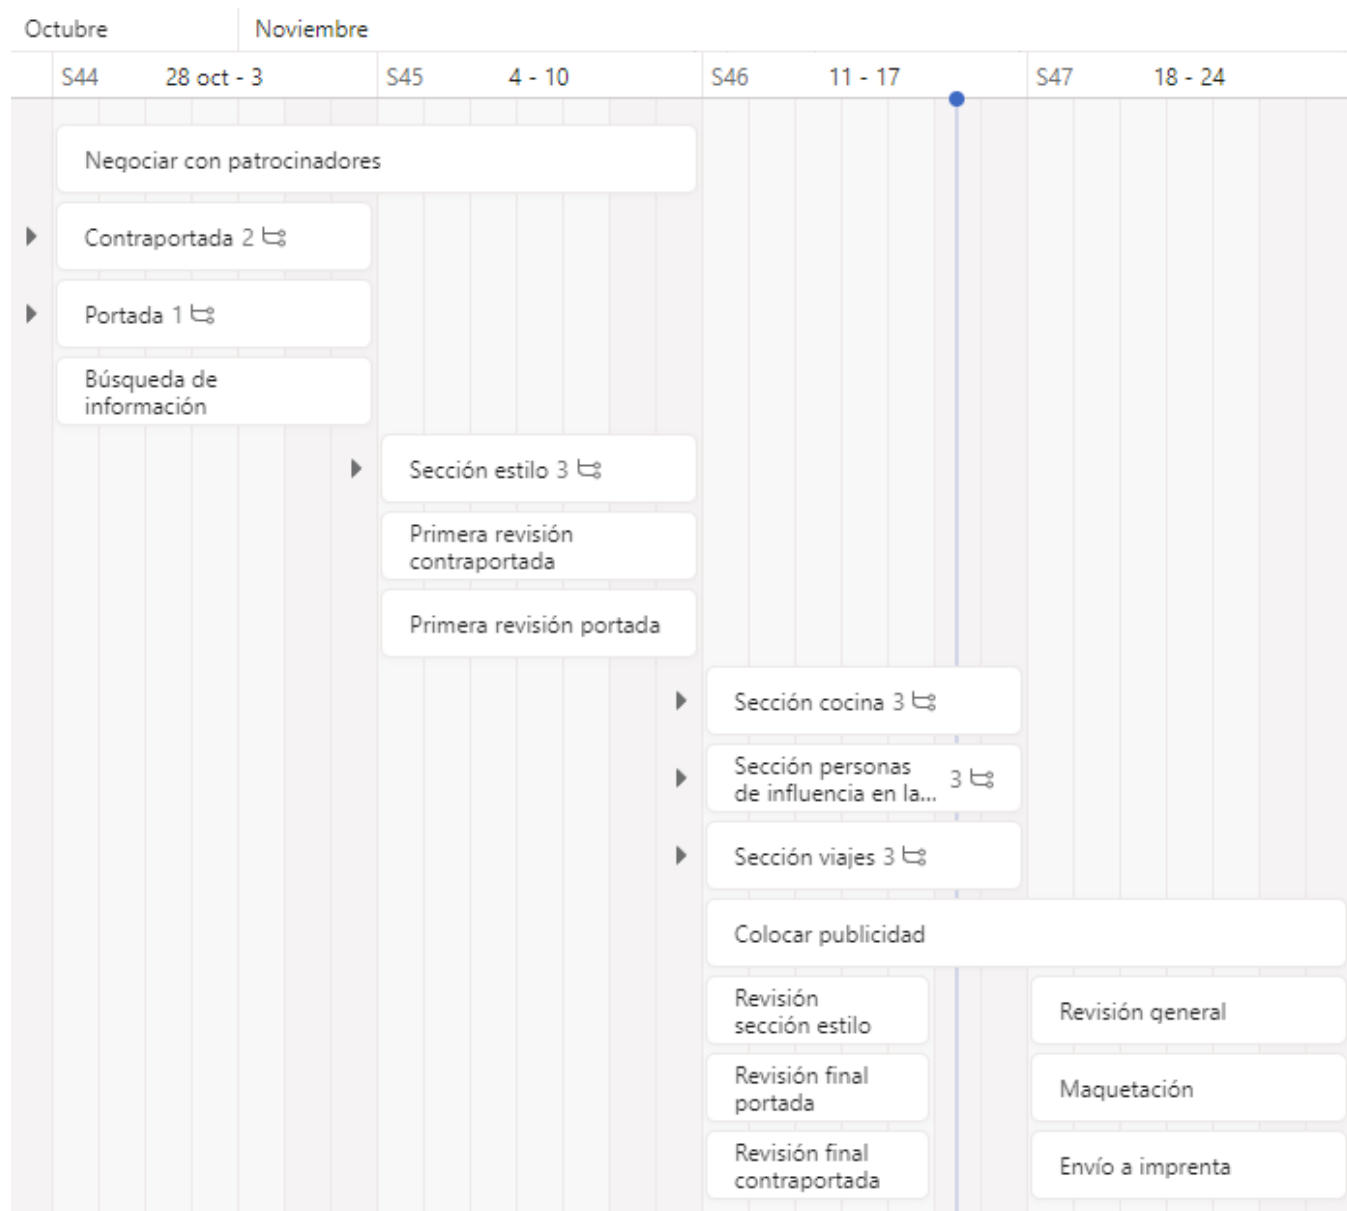 Octubre
Noviembre
S44 28 oct - 3
S45 4 - 10
S46 11 - 17
S47 18 - 24
Negociar con patrocinadores
Contraportada 2
Portada 1
Búsqueda de
información
Sección estilo 3
Primera revisión
contraportada
Primera revisión portada
Sección cocina 3
Sección personas
de influencia en la... 3
Sección viajes 3
Colocar publicidad
Revisión
sección estilo
Revisión general
Revisión final
portada
Maquetación
Revisión final
contraportada
Envío a imprenta